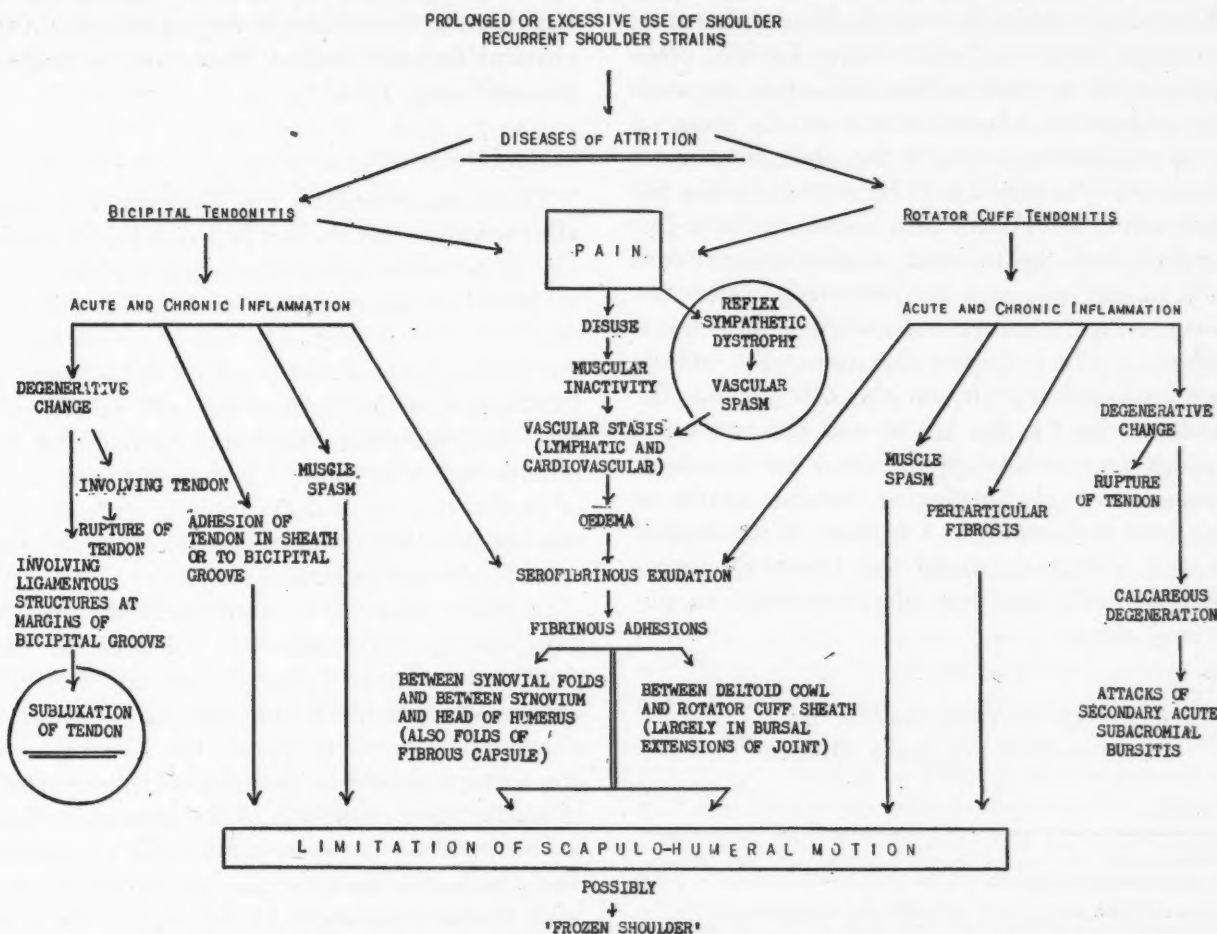 PROLONGED OR EXCESSIVE USE OF SHOULDER
RECURRENT SHOULDER STRAINS
DISEASES OF ATTRITION
BICIPITAL TENDONITIS
PAIN
ROTATOR CUFF TENDONITIS
ACUTE AND CHRONIC INFLAMMATION
DEGENERATIVE
CHANGE
INVOLVING TENDON
RUPTURE OF
TENDON
INVOLVING
LIGAMENTOUS
STRUCTURES AT
MARGINS OF
BICIPITAL GROOVE
SUBLUXATION
OF TENDON
ADHESION OF
TENDON IN SHEATH
OR TO BICIPITAL
GROOVE
MUSCLE
SPASM
DISUSE
MUSCULAR
INACTIVITY
VASCULAR STASIS
(LYMPHATIC AND
CARDIOVASCULAR)
OEDEMA
SEROFIBRINOUS EXUDATION
FIBRINOUS ADHESIONS
BETWEEN SYNOVIAL FOLDS
AND BETWEEN SYNOVIUM
AND HEAD OF HUMERUS
(ALSO FOLDS OF
FIBROUS CAPSULE)
BETWEEN DELTOID COWL
AND ROTATOR CUFF SHEATH
(LARGELY IN BURSAL
EXTENSIONS OF JOINT)
REFLEX
SYMPATHETIC
DYSTROPHY
VASCULAR
SPASM
ACUTE AND CHRONIC INFLAMMATION
MUSCLE
SPASM
PERIARTICULAR
FIBROSIS
DEGENERATIVE
CHANGE
RUPTURE
OF TENDON
CALCAREOUS
DEGENERATION
ATTACKS OF
SECONDARY ACUTE
SUBACROMIAL
BURSITIS
LIMITATION OF SCAPULO-HUMERAL MOTION
POSSIBLY
"FROZEN SHOULDER"